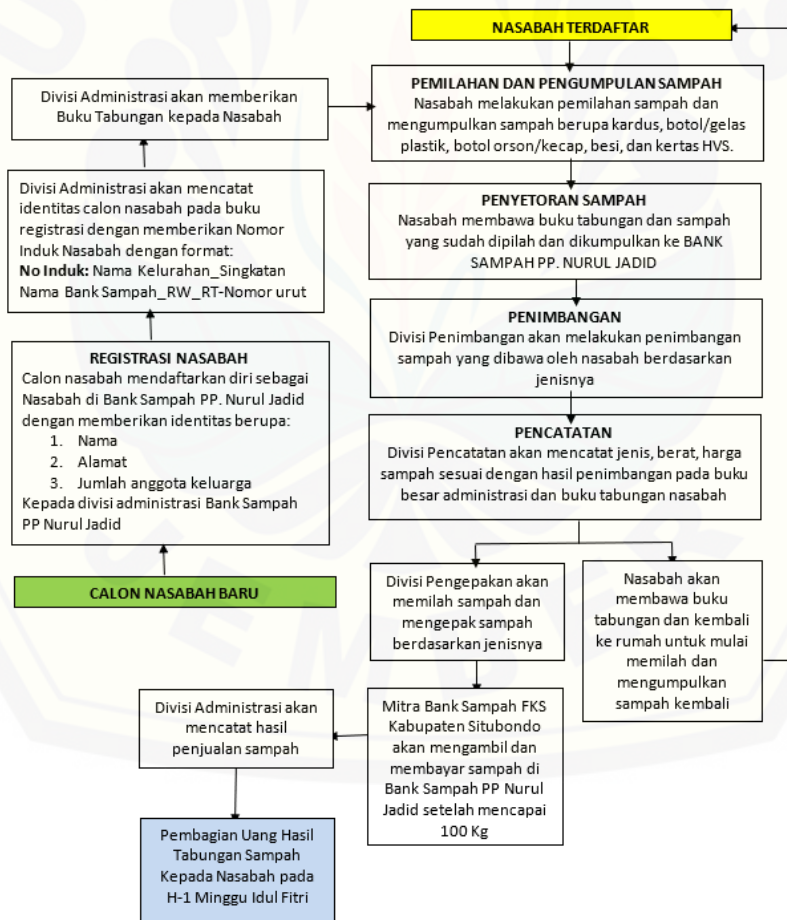 NASABAH TERDAFTAR
PEMILAHAN DAN PENGUMPULAN SAMPAH
Nasabah melakukan pemilahan sampah dan
mengumpulkan sampah berupa kardus, botol/gelas
plastik, botol orson/kecap, besi, dan kertas HVS.
Divisi Administrasi akan memberikan
Buku Tabungan kepada Nasabah
Divisi Administrasi akan mencatat
identitas calon nasabah pada buku
registrasi dengan memberikan Nomor
Induk Nasabah dengan format:
No Induk: Nama Kelurahan_Singkatan
Nama Bank Sampah_RW_RT-Nomor urut
PENYETORAN SAMPAH
Nasabah membawa buku tabungan dan sampah
yang sudah dipilah dan dikumpulkan ke BANK
SAMPAH PP. NURUL JADID
PENIMBANGAN
Divisi Penimbangan akan melakukan penimbangan
sampah yang dibawa oleh nasabah berdasarkan
jenisnya
REGISTRASI NASABAH
Calon nasabah mendaftarkan diri sebagai
Nasabah di Bank Sampah PP. Nurul Jadid
dengan memberikan identitas berupa:
1. Nama
2. Alamat
3. Jumlah anggota keluarga
Kepada divisi administrasi Bank Sampah
PP Nurul Jadid
PENCATATAN
Divisi Pencatatan akan mencatat jenis, berat, harga
sampah sesuai dengan hasil penimbangan pada buku
besar administrasi dan buku tabungan nasabah
CALON NASABAH BARU
Divisi Pengepakan akan
memilah sampah dan
mengepak sampah
berdasarkan jenisnya
Nasabah akan
membawa buku
tabungan dan kembali
ke rumah untuk mulai
memilah dan
mengumpulkan
sampah kembali
Divisi Administrasi akan
mencatat hasil
penjualan sampah
Mitra Bank Sampah FKS
Kabupaten Situbondo
akan mengambil dan
membayar sampah di
Bank Sampah PP Nurul
Jadid setelah mencapai
100 Kg
Pembagian Uang Hasil
Tabungan Sampah
Kepada Nasabah pada
H-1 Minggu Idul Fitri